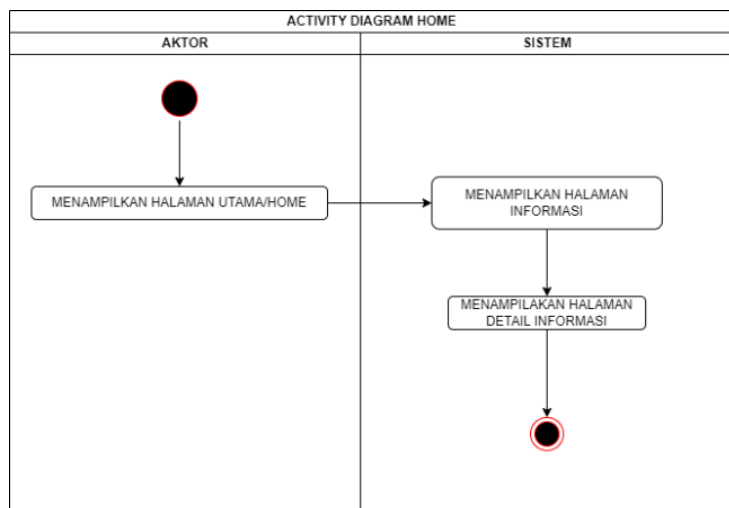 ACTIVITY DIAGRAM HOME
AKTOR
SISTEM
MENAMPILKAN HALAMAN UTAMA/HOME
MENAMPILKAN HALAMAN
INFORMASI
MENAMPILAKAN HALAMAN
DETAIL INFORMASI